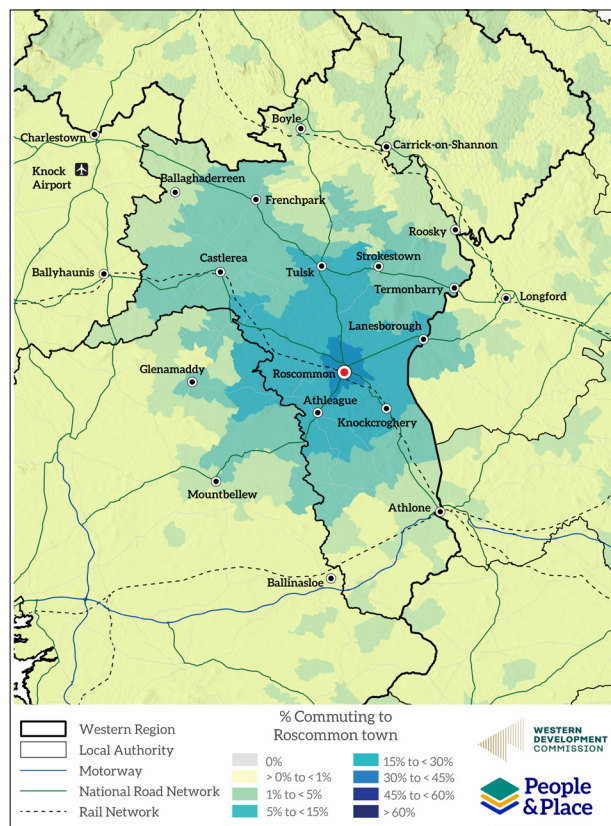 Boyle
Charlestown
Carrick-on-Shannon
Knock
Airport
Ballaghaderreen
Frenchpark
Roosky
Castlerea
Strokestown
Ballyhaunis
Tulsk
Termonbarry
Longford
Lanesborough
Glenamaddy
Roscommon
Athleague
Knockcroghery
Mountbellew
Athlone
Ballinasloe
Western Region
Local Authority
Motorway
National Road Network
Rail Network
% Commuting to
Roscommon town
0%
> 0% to < 1%
1% to < 5%
5% to < 15%
15% to < 30%
30% to < 45%
45% to < 60%
> 60%
WESTERN
DEVELOPMENT
COMMISSION
People
&Place